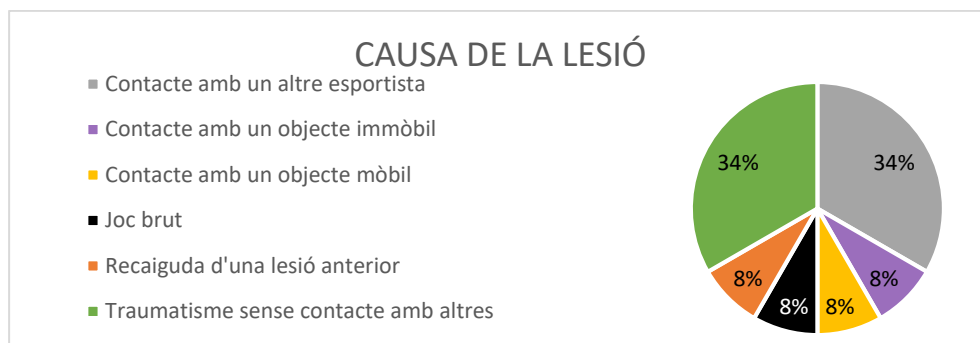 CAUSA DE LA LESIÓ
Contacte amb un altre esportista
Contacte amb un objecte immòbil
Contacte amb un objecte mòbil
Joc brut
Recaiguda d'una lesió anterior
Traumatisme sense contacte amb altres
34%
34%
8%
8%
8%
8%